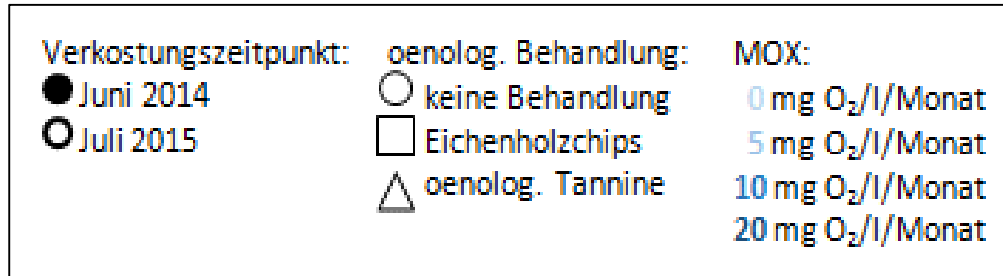 Verkostungszeitpunkt:
Juni 2014
Juli 2015
oenolog. Behandlung:
keine Behandlung
Eichenholzchips
oenolog. Tannine
MOX:
0 mg O₂/l/Monat
5 mg O₂/l/Monat
10 mg O₂/l/Monat
20 mg O₂/l/Monat